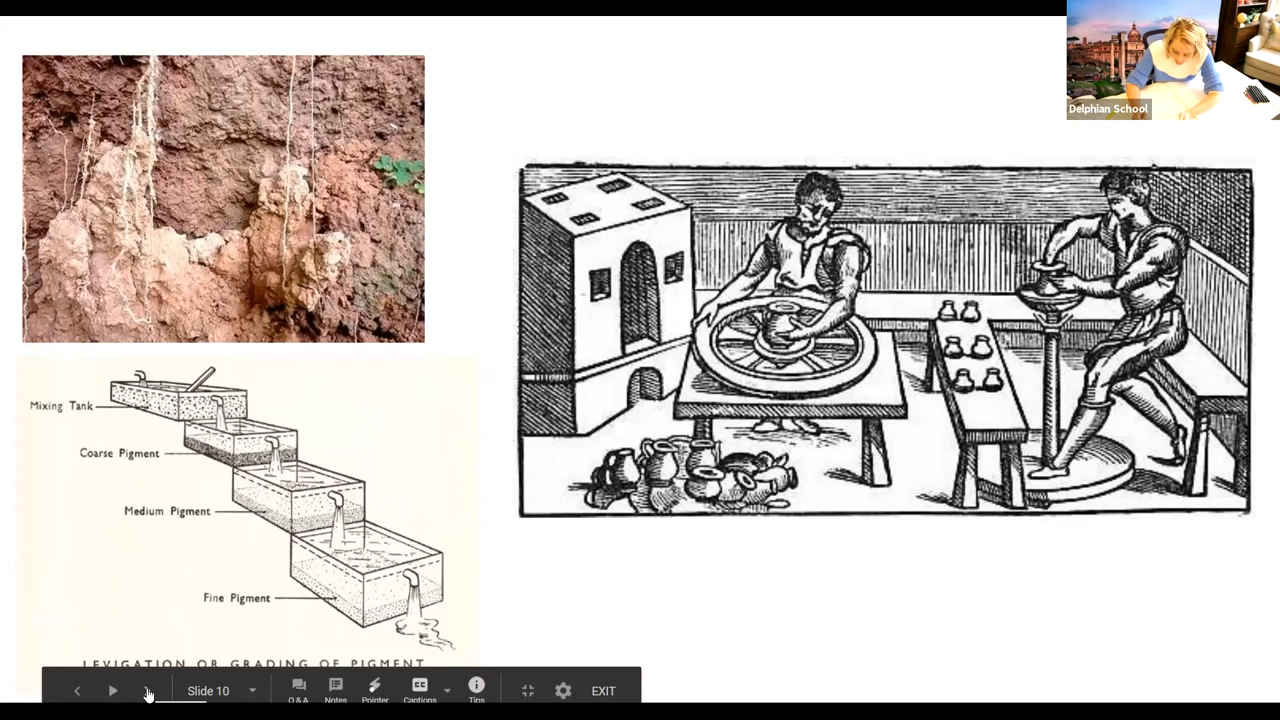 Delphian School
Mixing Tank
Coarse Pigment
Medium Pigment
Fine Pigment
LEVIGATION OR GRADING OF PIGMENT
Slide 10
Q&A
Notes
Pointer
Captions
Tips
EXIT